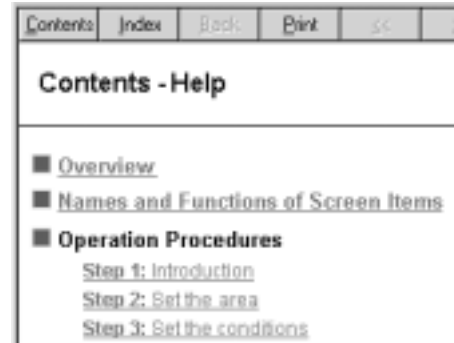 Contents Index Back Print <<
Contents - Help
Overview
Names and Functions of Screen Items
Operation Procedures
Step 1: Introduction
Step 2: Set the area
Step 3: Set the conditions